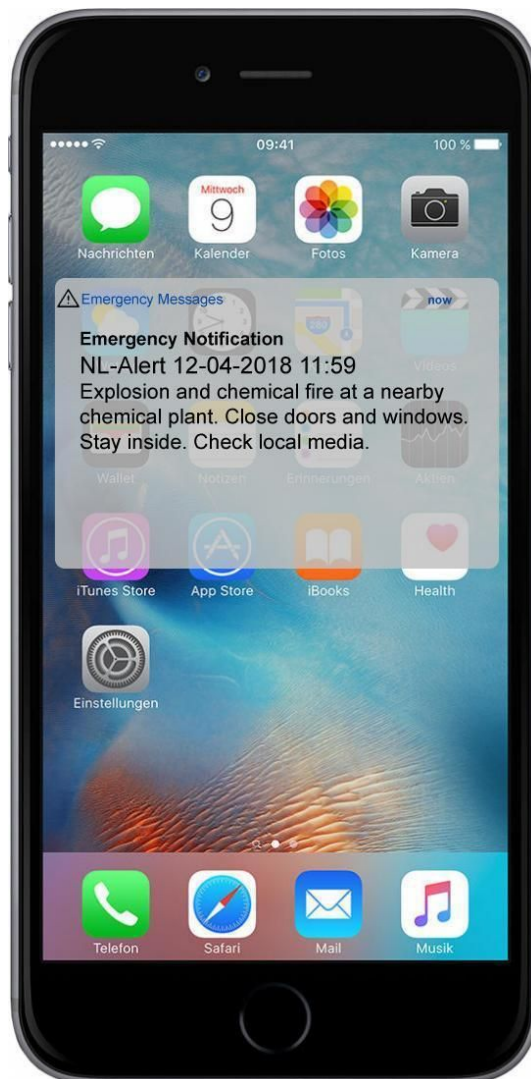 09:41
100 %
Mittwoch
9
Nachrichten
Kalender
Fotos
Kamera
Emergency Messages
now
Emergency Notification
NL-Alert 12-04-2018 11:59
Explosion and chemical fire at a nearby
chemical plant. Close doors and windows.
Stay inside. Check local media.
280
Videos
Wallet
Notizen
Erinnerungen
Aktien
iTunes Store
App Store
iBooks
Health
Einstellungen
Telefon
Safari
Mail
Musik